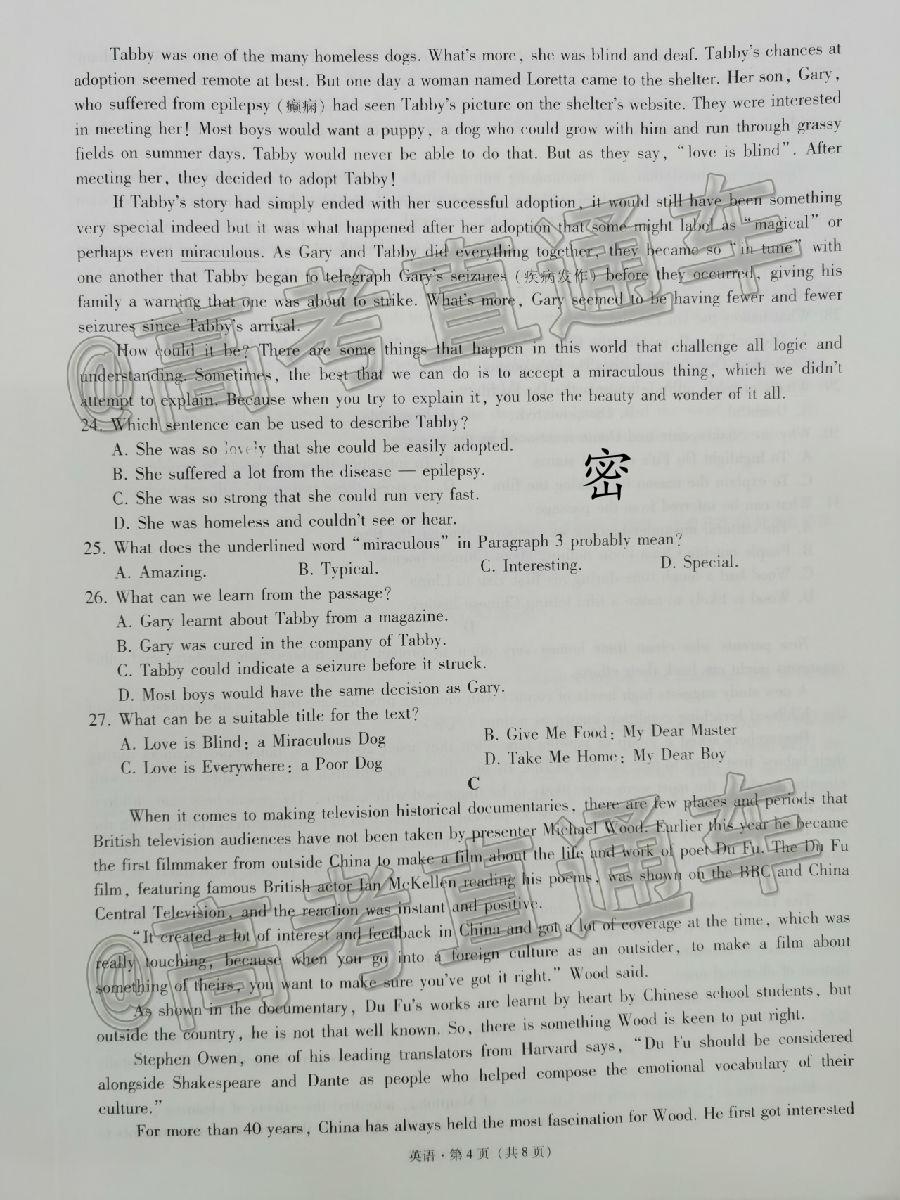 Tabby was one of the many homeless dogs. What's more, she was blind and deaf. Tabby's chances at
adoption seemed remote at best. But one day a woman named Loretta came to the shelter. Her son, Gary,
who suffered from epilepsy (癫痫) had seen Tabby's picture on the shelter's website. They were interested
in meeting her! Most boys would want a puppy, a dog who could grow with him and run through grassy
fields on summer days. Tabby would never be able to do that. But as they say, "love is blind". After
meeting her, they decided to adopt Tabby!
If Tabby's story had simply ended with her successful adoption, it would still have been something
very special indeed but it was what happened after her adoption that some might label as "magical" or
perhaps even miraculous. As Gary and Tabby did everything together, they became so "in tune" with
one another that Tabby began to telegraph Gary's seizures (疾病发作) before they occurred, giving his
family a warning that one was about to strike. What's more, Gary seemed to be having fewer and fewer
seizures since Tabby's arrival.
How could it be? There are some things that happen in this world that challenge all logic and
understanding. Sometimes, the best that we can do is to accept a miraculous thing, which we didn't
attempt to explain. Because when you try to explain it, you lose the beauty and wonder of it all.
24. Which sentence can be used to describe Tabby?
A. She was so lovely that she could be easily adopted.
B. She suffered a lot from the disease — epilepsy.
C. She was so strong that she could run very fast.
D. She was homeless and couldn't see or hear.
密
25. What does the underlined word "miraculous" in Paragraph 3 probably mean?
A. Amazing. B. Typical. C. Interesting. D. Special.
26. What can we learn from the passage?
A. Gary learnt about Tabby from a magazine.
B. Gary was cured in the company of Tabby.
C. Tabby could indicate a seizure before it struck.
D. Most boys would have the same decision as Gary.
27. What can be a suitable title for the text?
A. Love is Blind: a Miraculous Dog B. Give Me Food: My Dear Master
C. Love is Everywhere: a Poor Dog D. Take Me Home: My Dear Boy
C
When it comes to making television historical documentaries, there are few places and periods that
British television audiences have not been taken by presenter Michael Wood. Earlier this year he became
the first filmmaker from outside China to make a film about the life and work of poet Du Fu. The Du Fu
film, featuring famous British actor Ian McKellen reading his poems, was shown on the BBC and China
Central Television, and the reaction was instant and positive.
"It created a lot of interest and feedback in China and got a lot of coverage at the time, which was
really touching, because when you go into a foreign culture as an outsider, to make a film about
something of theirs, you want to make sure you've got it right." Wood said.
As shown in the documentary, Du Fu's works are learnt by heart by Chinese school students, but
outside the country, he is not that well known. So, there is something Wood is keen to put right.
Stephen Owen, one of his leading translators from Harvard says, "Du Fu should be considered
alongside Shakespeare and Dante as people who helped compose the emotional vocabulary of their
culture."
For more than 40 years, China has always held the most fascination for Wood. He first got interested
英语·第 4 页（共 8 页）
@高考直通车
@高考直通车